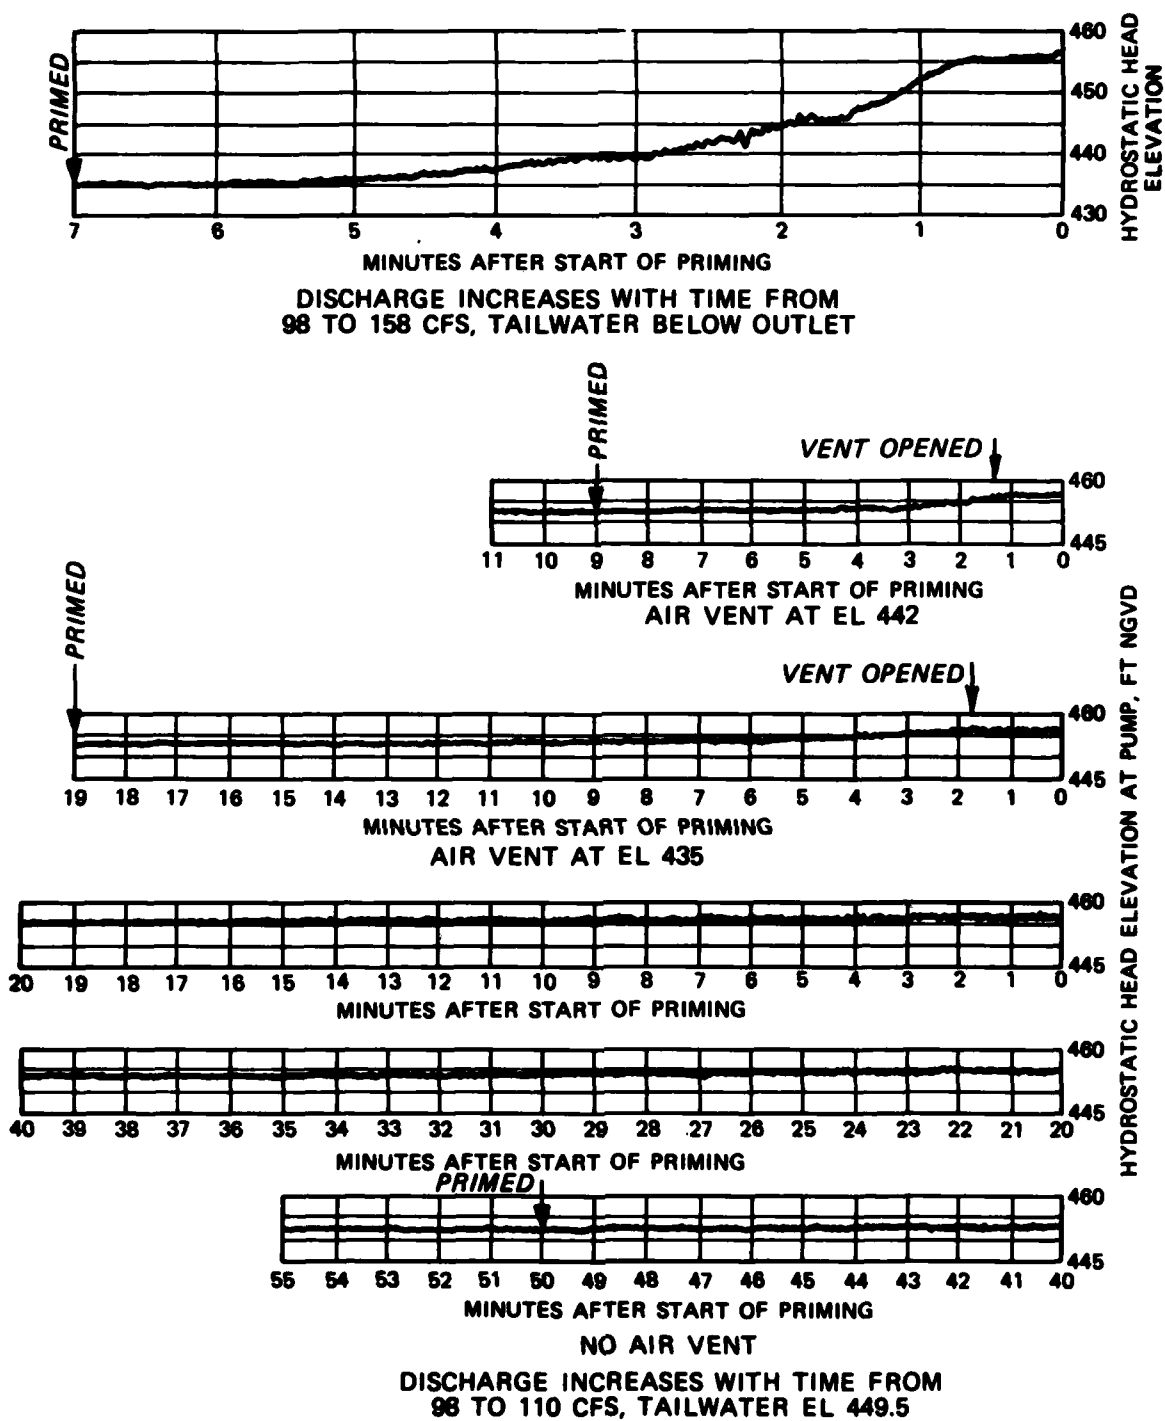 460
450
440
430
HYDROSTATIC HEAD
ELEVATION
PRIMED
7 6 5 4 3 2 1 0
MINUTES AFTER START OF PRIMING
DISCHARGE INCREASES WITH TIME FROM
98 TO 158 CFS, TAILWATER BELOW OUTLET
PRIMED
VENT OPENED
460
445
11 10 9 8 7 6 5 4 3 2 1 0
MINUTES AFTER START OF PRIMING
AIR VENT AT EL 442
PRIMED
VENT OPENED
460
445
19 18 17 16 15 14 13 12 11 10 9 8 7 6 5 4 3 2 1 0
MINUTES AFTER START OF PRIMING
AIR VENT AT EL 435
460
445
20 19 18 17 16 15 14 13 12 11 10 9 8 7 6 5 4 3 2 1 0
MINUTES AFTER START OF PRIMING
460
445
40 39 38 37 36 35 34 33 32 31 30 29 28 27 26 25 24 23 22 21 20
MINUTES AFTER START OF PRIMING
PRIMED
460
445
55 54 53 52 51 50 49 48 47 46 45 44 43 42 41 40
MINUTES AFTER START OF PRIMING
NO AIR VENT
DISCHARGE INCREASES WITH TIME FROM
98 TO 110 CFS, TAILWATER EL 449.5
HYDROSTATIC HEAD ELEVATION AT PUMP, FT NGVD